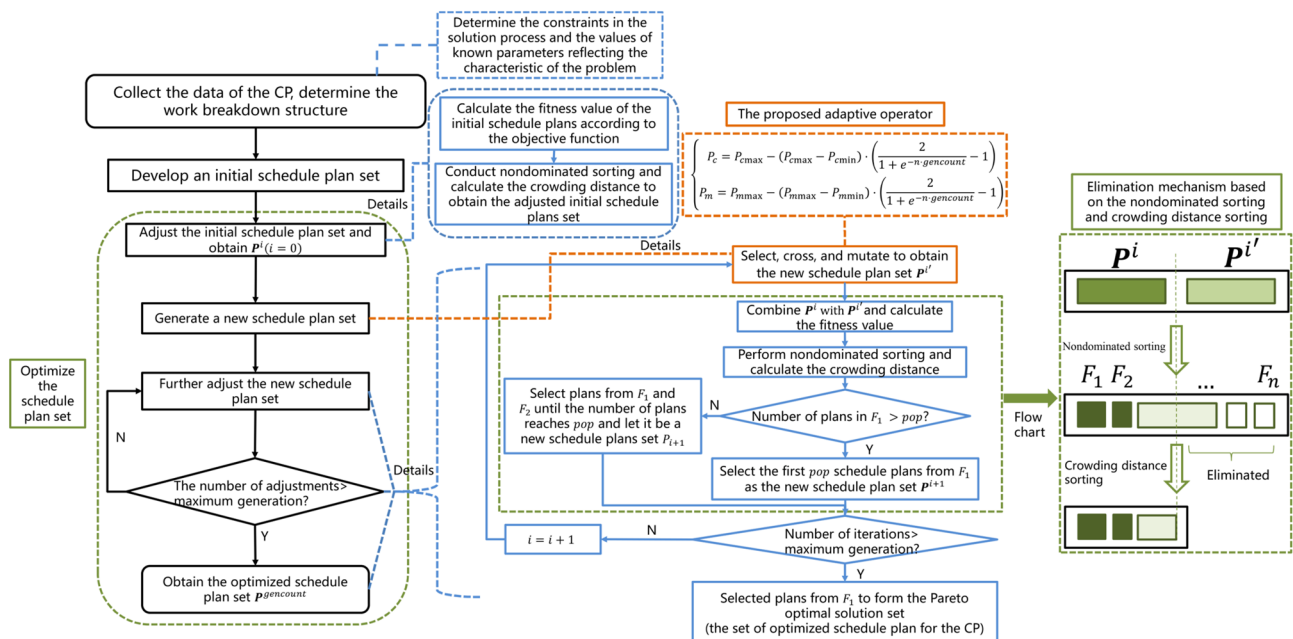 Determine the constraints in the
solution process and the values of
known parameters reflecting the
characteristic of the problem
Collect the data of the CP, determine the
work breakdown structure
Develop an initial schedule plan set
Details
Adjust the initial schedule plan set and
obtain P^i(i = 0)
Generate a new schedule plan set
Optimize
the
schedule
plan set
Further adjust the new schedule
plan set
N
The number of adjustments>
maximum generation?
Y
Obtain the optimized schedule
plan set P^gencount
Details
Calculate the fitness value of the
initial schedule plans according to
the objective function
Conduct nondominated sorting and
calculate the crowding distance to
obtain the adjusted initial schedule
plans set
The proposed adaptive operator
P_c = P_cmax − (P_cmax − P_cmin) · (2 / (1 + e^(−n·gencount)) − 1)
P_m = P_mmax − (P_mmax − P_mmin) · (2 / (1 + e^(−n·gencount)) − 1)
Details
Select, cross, and mutate to obtain
the new schedule plan set P^i′
Combine P^i with P^i′ and calculate
the fitness value
Perform nondominated sorting and
calculate the crowding distance
Number of plans in F_1 > pop?
N
Select plans from F_1 and
F_2 until the number of plans
reaches pop and let it be a
new schedule plans set P_i+1
Y
Select the first pop schedule plans from F_1
as the new schedule plan set P^i+1
Number of iterations>
maximum generation?
N
i = i + 1
Y
Selected plans from F_1 to form the Pareto
optimal solution set
(the set of optimized schedule plan for the CP)
Flow
chart
Elimination mechanism based
on the nondominated sorting
and crowding distance sorting
P^i P^i′
Nondominated sorting
F_1 F_2 ... F_n
Crowding distance
sorting
Eliminated